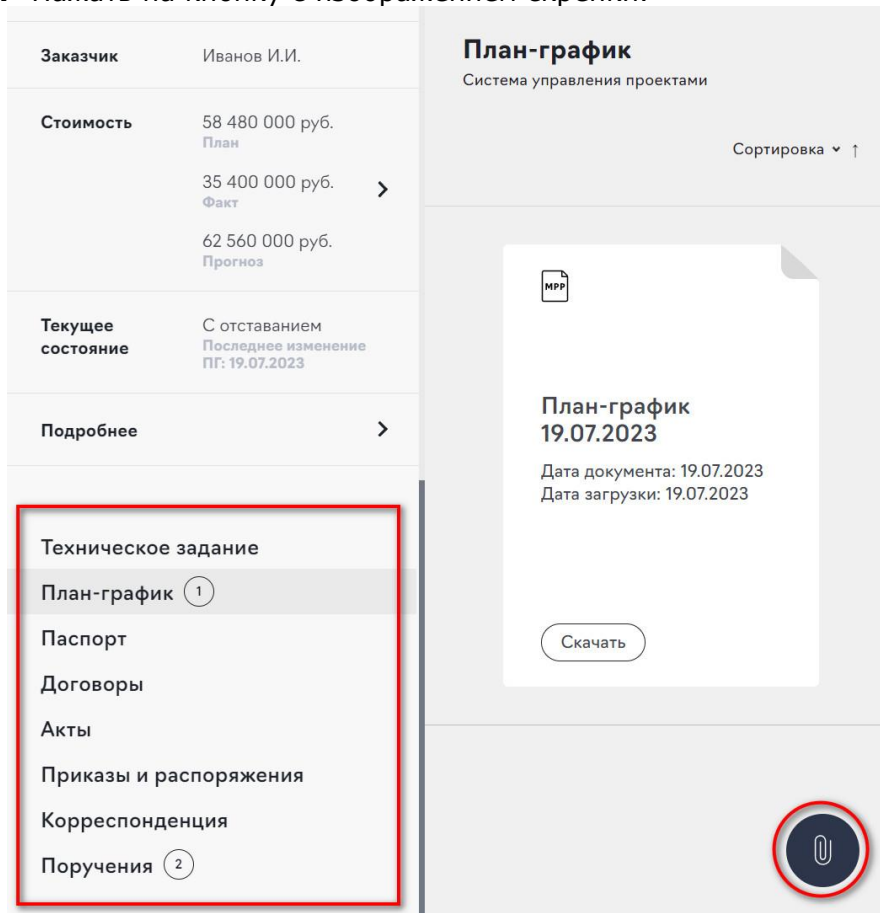 Заказчик
Иванов И.И.
Стоимость
58 480 000 руб.
План
35 400 000 руб.
Факт
62 560 000 руб.
Прогноз
Текущее
состояние
С отставанием
Последнее изменение
ПГ: 19.07.2023
Подробнее
Техническое задание
План-график 1
Паспорт
Договоры
Акты
Приказы и распоряжения
Корреспонденция
Поручения 2
План-график
Система управления проектами
Сортировка
MPP
План-график
19.07.2023
Дата документа: 19.07.2023
Дата загрузки: 19.07.2023
Скачать